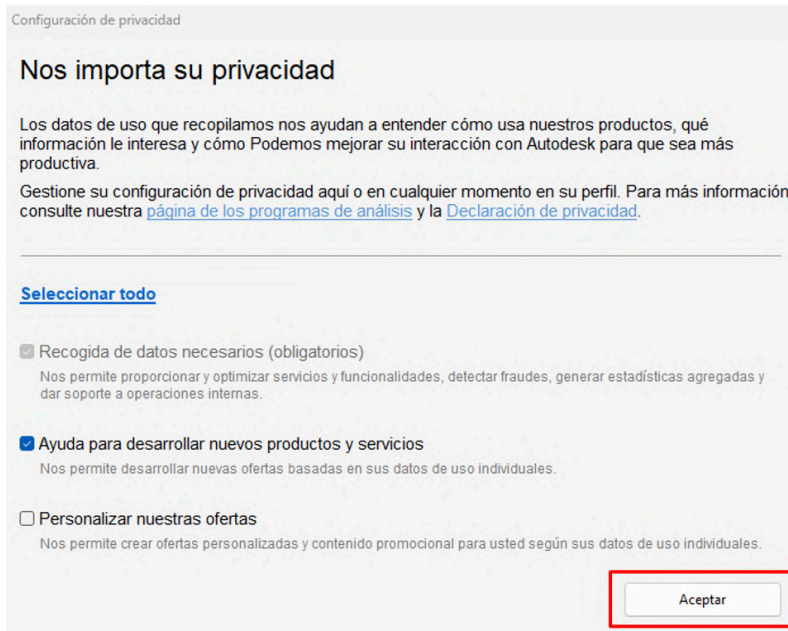 Configuración de privacidad
Nos importa su privacidad
Los datos de uso que recopilamos nos ayudan a entender cómo usa nuestros productos, qué
información le interesa y cómo Podemos mejorar su interacción con Autodesk para que sea más
productiva.
Gestione su configuración de privacidad aquí o en cualquier momento en su perfil. Para más información
consulte nuestra página de los programas de análisis y la Declaración de privacidad.
Seleccionar todo
Recogida de datos necesarios (obligatorios)
Nos permite proporcionar y optimizar servicios y funcionalidades, detectar fraudes, generar estadísticas agregadas y
dar soporte a operaciones internas.
Ayuda para desarrollar nuevos productos y servicios
Nos permite desarrollar nuevas ofertas basadas en sus datos de uso individuales.
Personalizar nuestras ofertas
Nos permite crear ofertas personalizadas y contenido promocional para usted según sus datos de uso individuales.
Aceptar